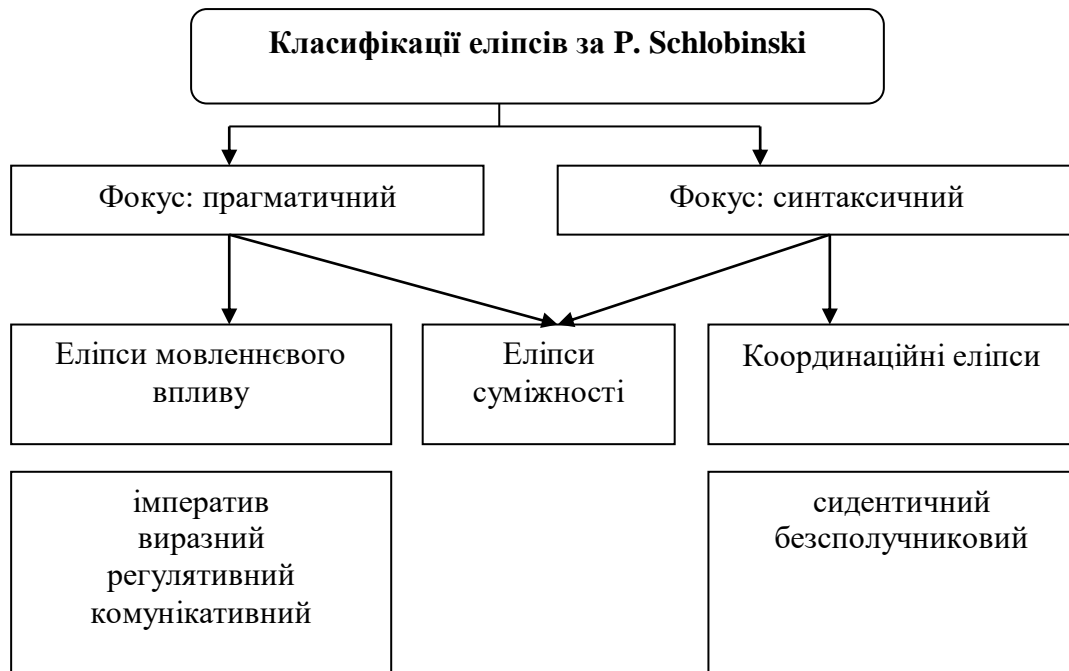 Класифікації еліпсів за P. Schlobinski
Фокус: прагматичний
Фокус: синтаксичний
Еліпси мовленнєвого
впливу
Еліпси
суміжності
Координаційні еліпси
імператив
виразний
регулятивний
комунікативний
сидентичний
безсполучниковий